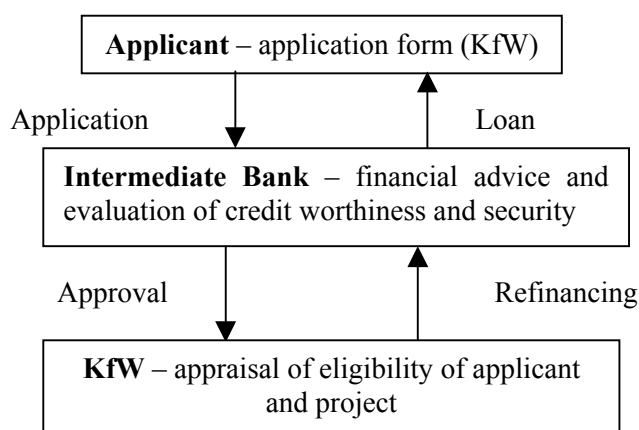 Applicant – application form (KfW)
Application
Loan
Intermediate Bank – financial advice and
evaluation of credit worthiness and security
Approval
Refinancing
KfW – appraisal of eligibility of applicant
and project